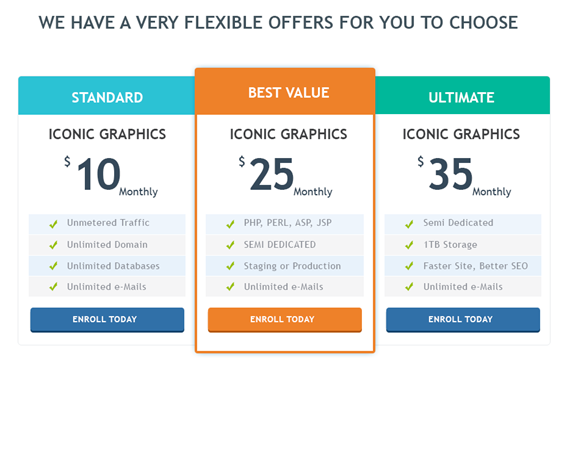 WE HAVE A VERY FLEXIBLE OFFERS FOR YOU TO CHOOSE
STANDARD
ICONIC GRAPHICS
$10 Monthly
Unmetered Traffic
Unlimited Domain
Unlimited Databases
Unlimited e-Mails
ENROLL TODAY
BEST VALUE
ICONIC GRAPHICS
$25 Monthly
PHP, PERL, ASP, JSP
SEMI DEDICATED
Staging or Production
Unlimited e-Mails
ENROLL TODAY
ULTIMATE
ICONIC GRAPHICS
$35 Monthly
Semi Dedicated
1TB Storage
Faster Site, Better SEO
Unlimited e-Mails
ENROLL TODAY